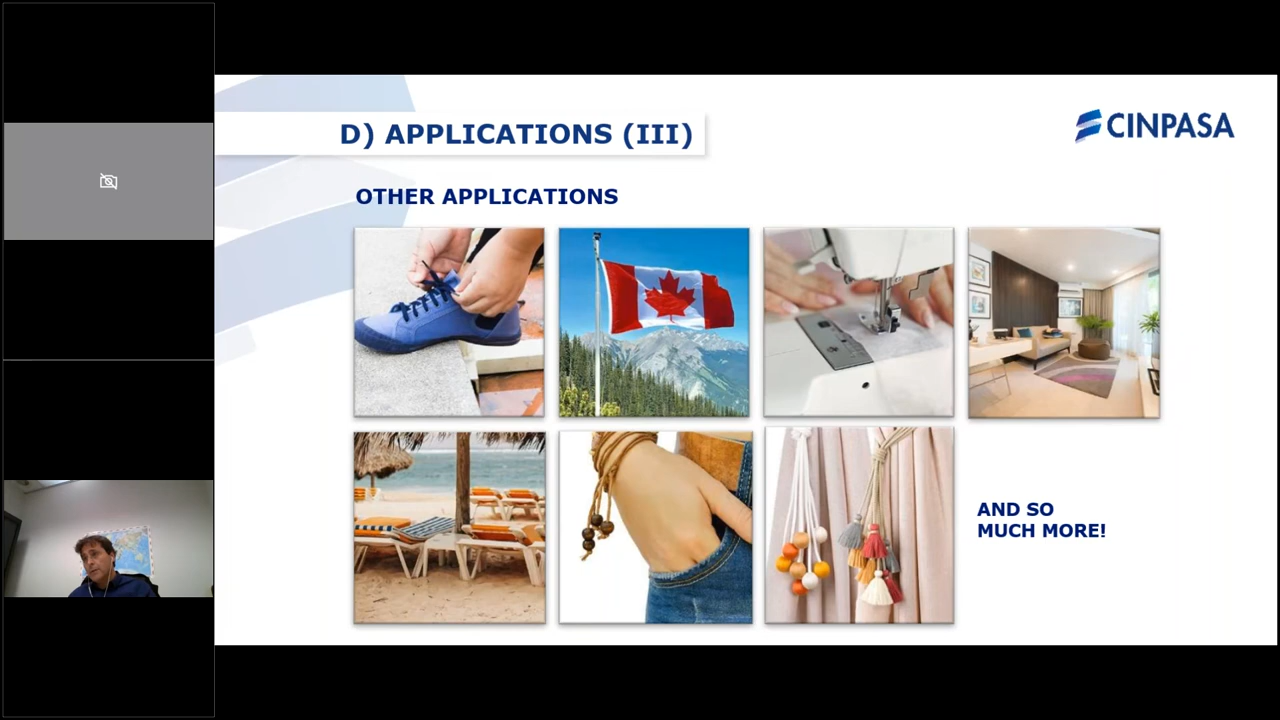 D) APPLICATIONS (III)
CINPASA
OTHER APPLICATIONS
AND SO
MUCH MORE!